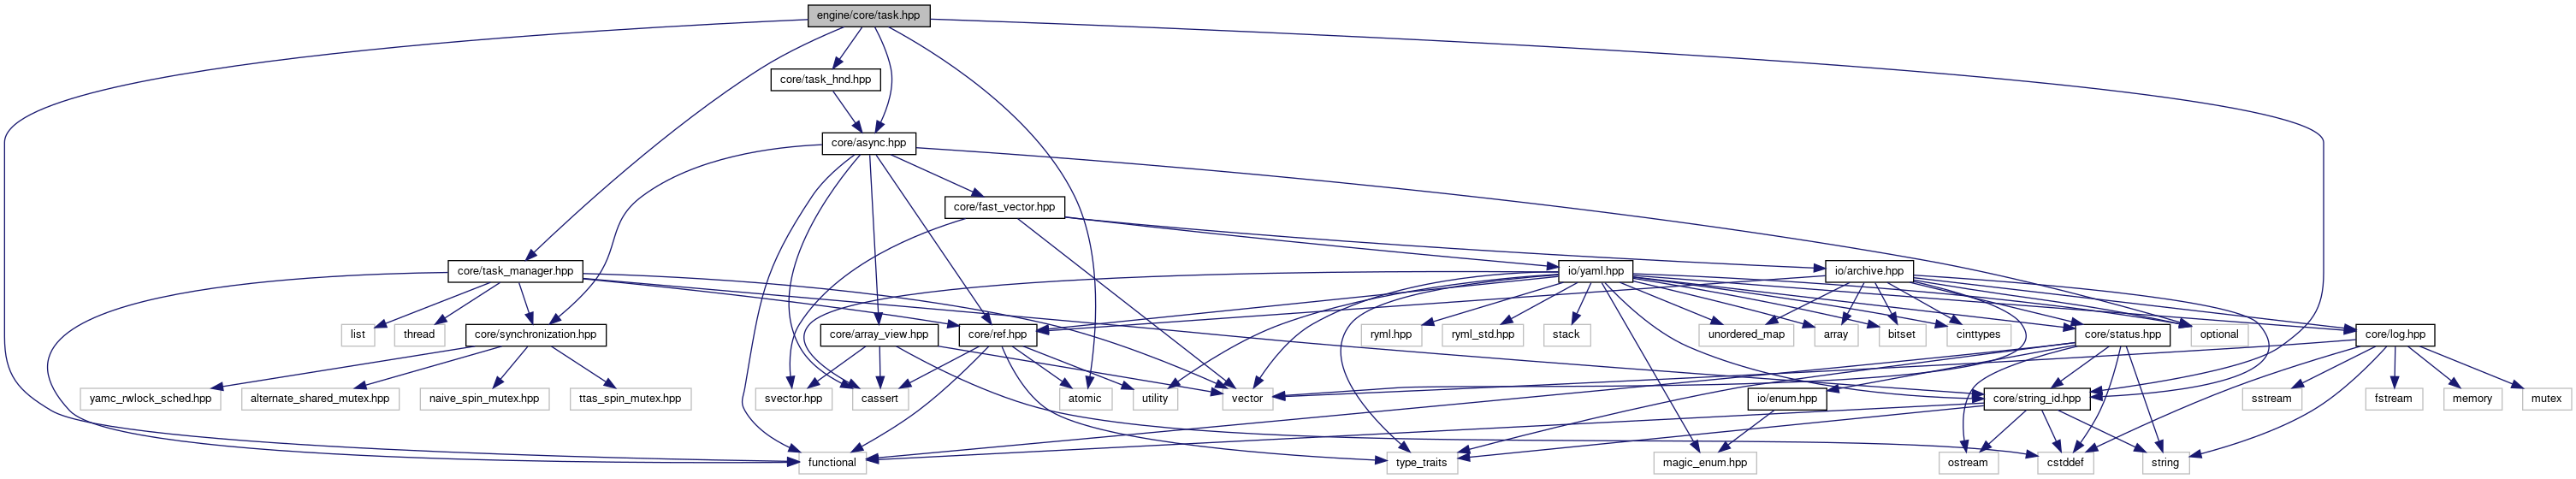 engine/core/task.hpp
core/task_hnd.hpp
core/async.hpp
core/fast_vector.hpp
core/task_manager.hpp
io/yaml.hpp
io/archive.hpp
list
thread
core/synchronization.hpp
core/array_view.hpp
core/ref.hpp
ryml.hpp
ryml_std.hpp
stack
unordered_map
array
bitset
cinttypes
core/status.hpp
optional
core/log.hpp
yamc_rwlock_sched.hpp
alternate_shared_mutex.hpp
naive_spin_mutex.hpp
ttas_spin_mutex.hpp
svector.hpp
cassert
atomic
utility
vector
io/enum.hpp
core/string_id.hpp
sstream
fstream
memory
mutex
functional
type_traits
magic_enum.hpp
ostream
cstddef
string